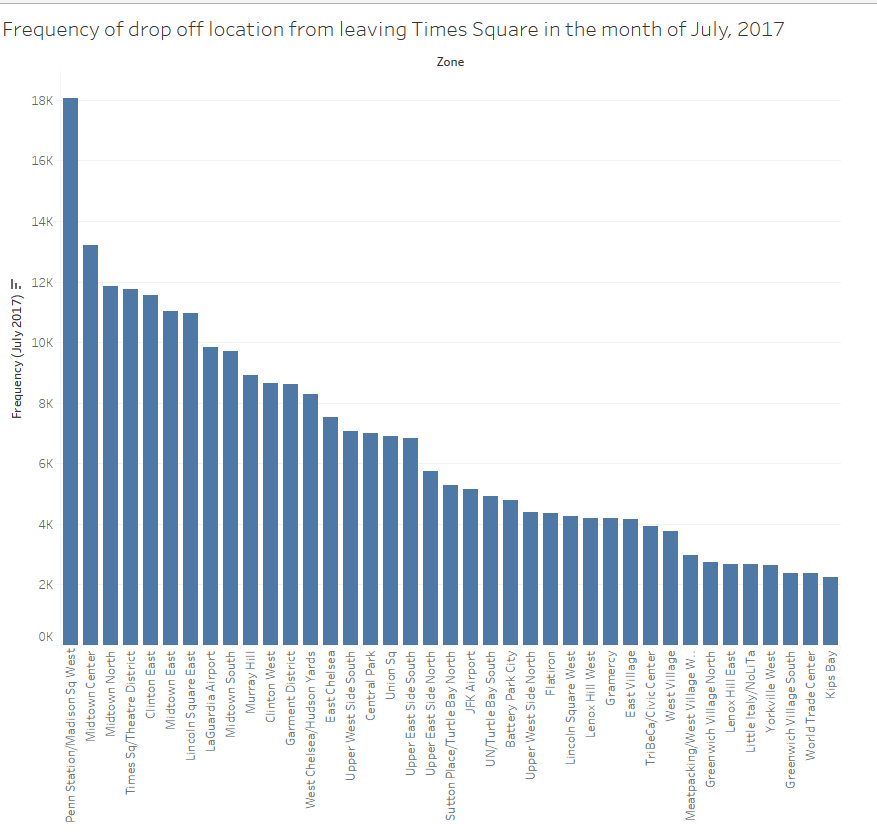 Frequency of drop off location from leaving Times Square in the month of July, 2017
Zone
Frequency (July 2017)
18K
16K
14K
12K
10K
8K
6K
4K
2K
0K
Penn Station/Madison Sq West
Midtown Center
Midtown North
Times Sq/Theatre District
Clinton East
Midtown East
Lincoln Square East
LaGuardia Airport
Midtown South
Murray Hill
Clinton West
Garment District
West Chelsea/Hudson Yards
East Chelsea
Upper West Side South
Central Park
Union Sq
Upper East Side South
Upper East Side North
Sutton Place/Turtle Bay North
JFK Airport
UN/Turtle Bay South
Battery Park City
Upper West Side North
Flatiron
Lincoln Square West
Lenox Hill West
Gramercy
East Village
TriBeCa/Civic Center
West Village
Meatpacking/West Village W..
Greenwich Village North
Lenox Hill East
Little Italy/NoLiTa
Yorkville West
Greenwich Village South
World Trade Center
Kips Bay